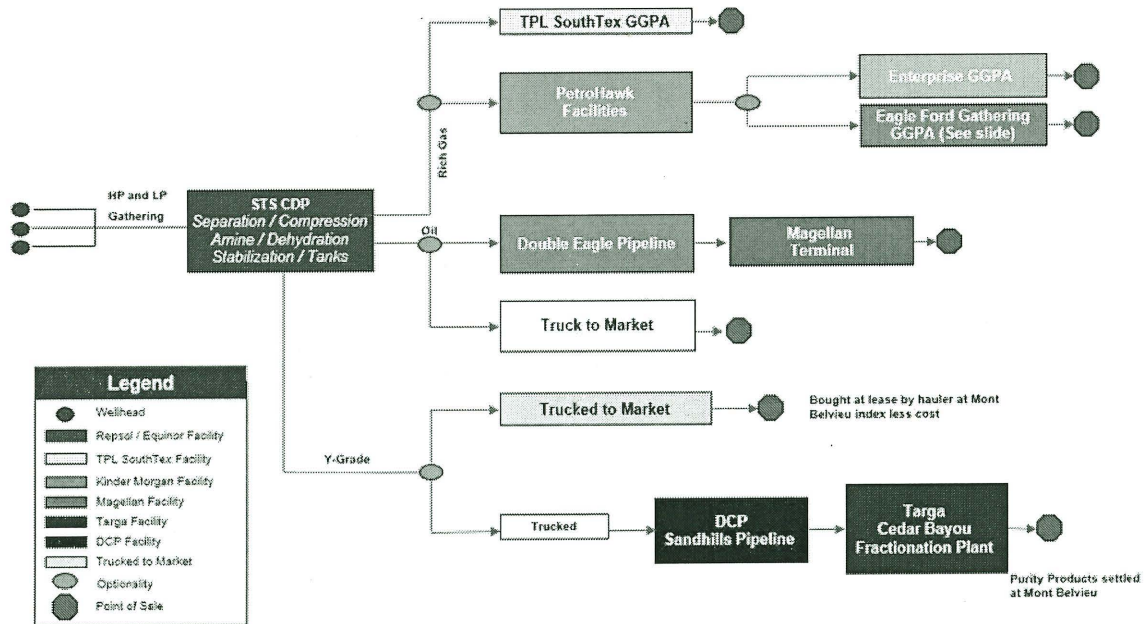 TPL SouthTex GGPA
PetroHawk
Facilities
Enterprise GGPA
Eagle Ford Gathering
GGPA (See slide)
Rich Gas
HP and LP
Gathering
STS CDP
Separation / Compression
Amine / Dehydration
Stabilization / Tanks
Oil
Double Eagle Pipeline
Magellan
Terminal
Truck to Market
Trucked to Market
Bought at lease by hauler at Mont
Belvieu index less cost
Y-Grade
Trucked
DCP
Sandhills Pipeline
Targa
Cedar Bayou
Fractionation Plant
Purity Products settled
at Mont Belvieu
Legend
Wellhead
Repsol / Equinor Facility
TPL SouthTex Facility
Kinder Morgan Facility
Magellan Facility
Targa Facility
DCP Facility
Trucked to Market
Optionality
Point of Sale